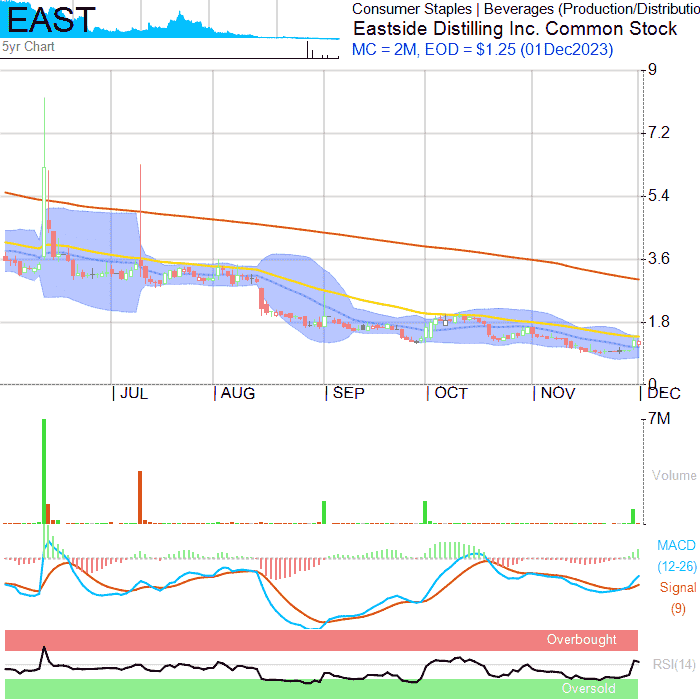 EAST
5yr Chart
Consumer Staples | Beverages (Production/Distributio
Eastside Distilling Inc. Common Stock
MC = 2M, EOD = $1.25 (01Dec2023)
9
7.2
5.4
3.6
1.8
0
| JUL | AUG | SEP | OCT | NOV | DEC
7M
Volume
MACD
(12-26)
Signal
(9)
Overbought
RSI(14)
Oversold